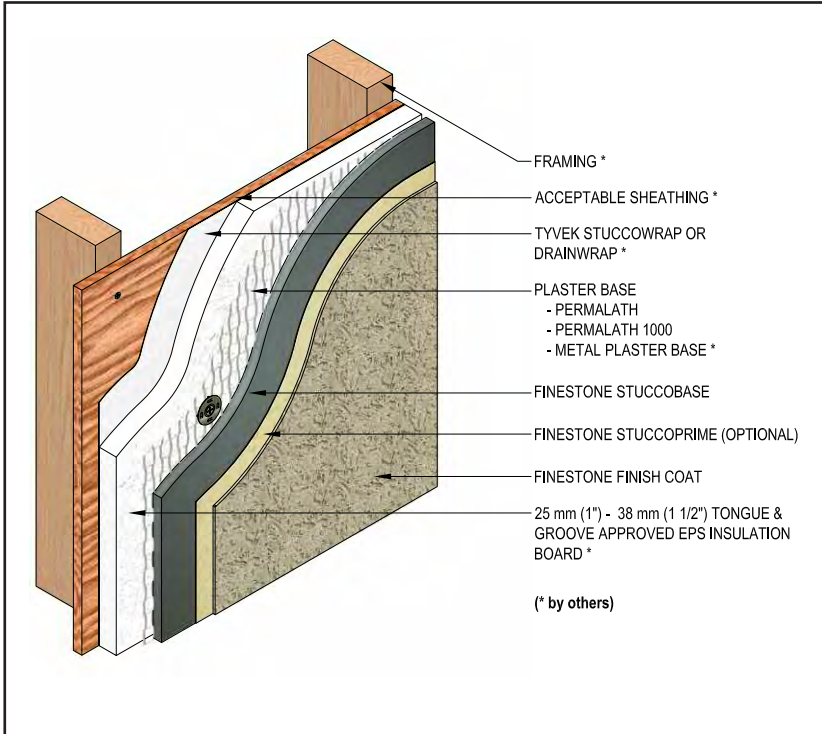 FRAMING *
ACCEPTABLE SHEATHING *
TYVEK STUCCOWRAP OR
DRAINWRAP *
PLASTER BASE
- PERMALATH
- PERMALATH 1000
- METAL PLASTER BASE *
FINESTONE STUCCOBASE
FINESTONE STUCCOPRIME (OPTIONAL)
FINESTONE FINISH COAT
25 mm (1") - 38 mm (1 1/2") TONGUE &
GROOVE APPROVED EPS INSULATION
BOARD *
(* by others)